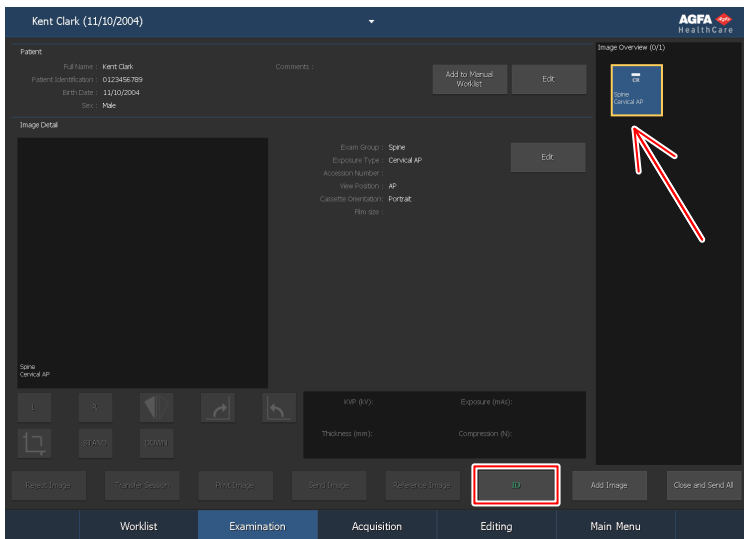 Kent Clark (11/10/2004)
AGFA
HealthCare
Patient
Full Name : Kent Clark
Comments :
Patient Identification : 0123456789
Birth Date : 11/10/2004
Sex : Male
Add to Manual
Worklist
Edit
Image Overview (0/1)
CR
Spine
Cervical AP
Image Detail
Exam Group : Spine
Exposure Type : Cervical AP
Accession Number :
View Position : AP
Cassette Orientation: Portrait
Film size :
Edit
Spine
Cervical AP
L
R
STAND
DOWN
KVP (kV):
Exposure (mAs):
Thickness (mm):
Compression (N):
Reject Image
Transfer Session
Print Image
Send Image
Reference Image
ID
Add Image
Close and Send All
Worklist
Examination
Acquisition
Editing
Main Menu